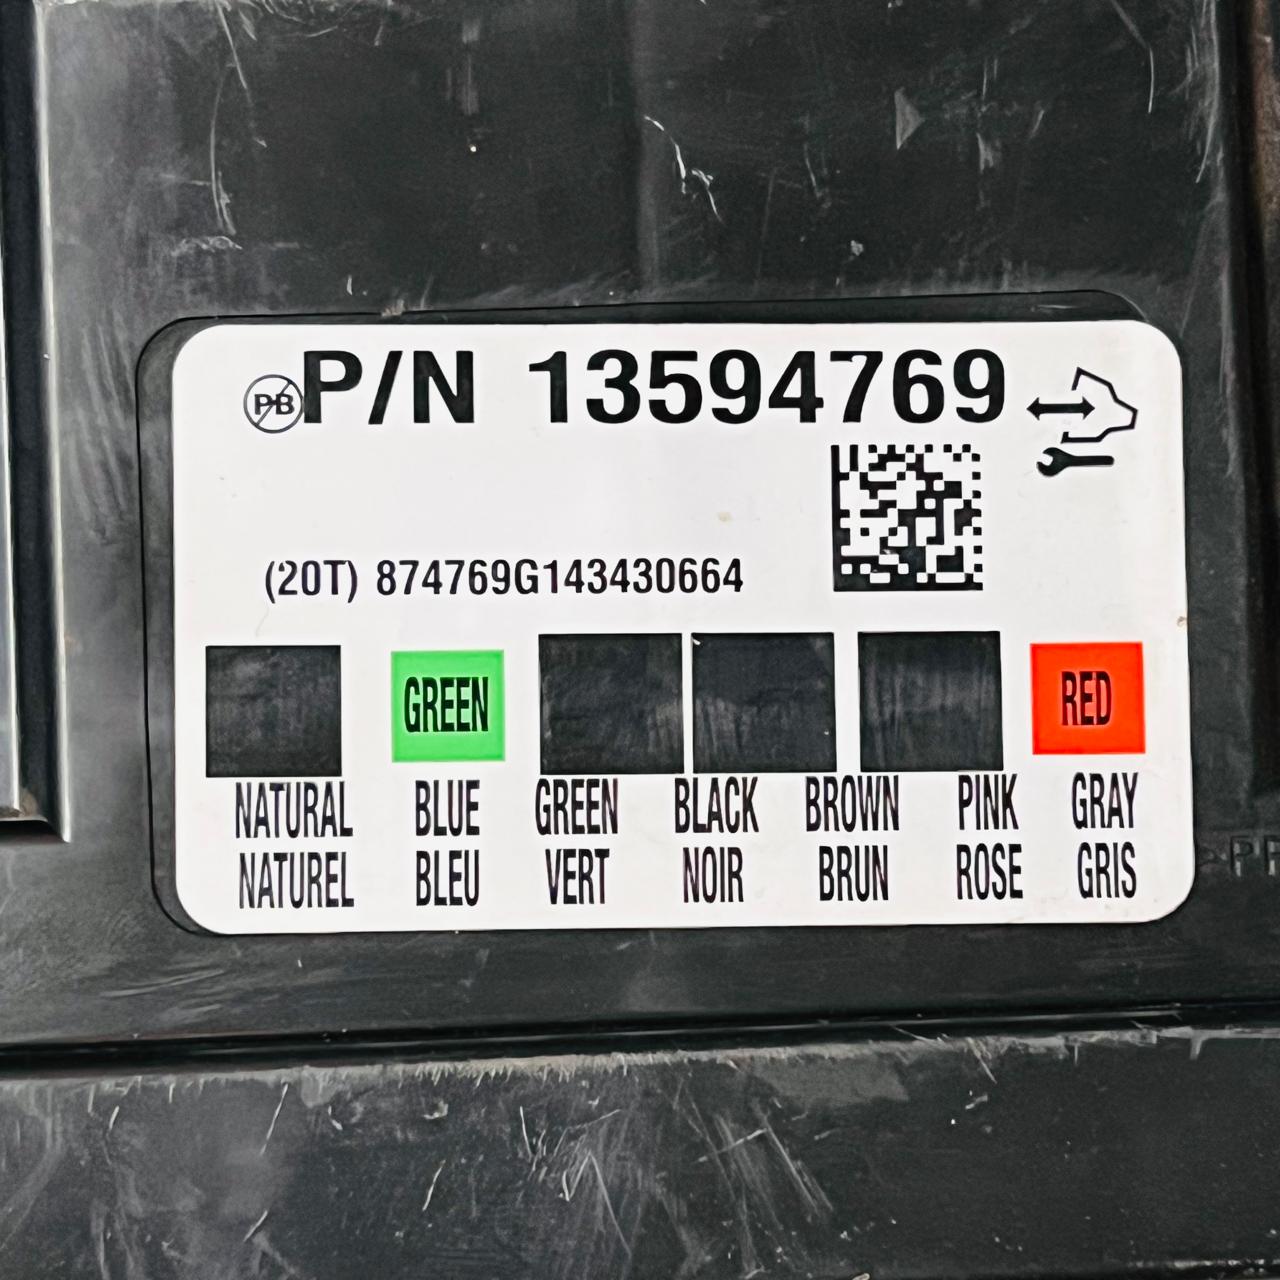 PB P/N 13594769
(20T) 874769G143430664
GREEN RED
NATURAL BLUE GREEN BLACK BROWN PINK GRAY
NATUREL BLEU VERT NOIR BRUN ROSE GRIS